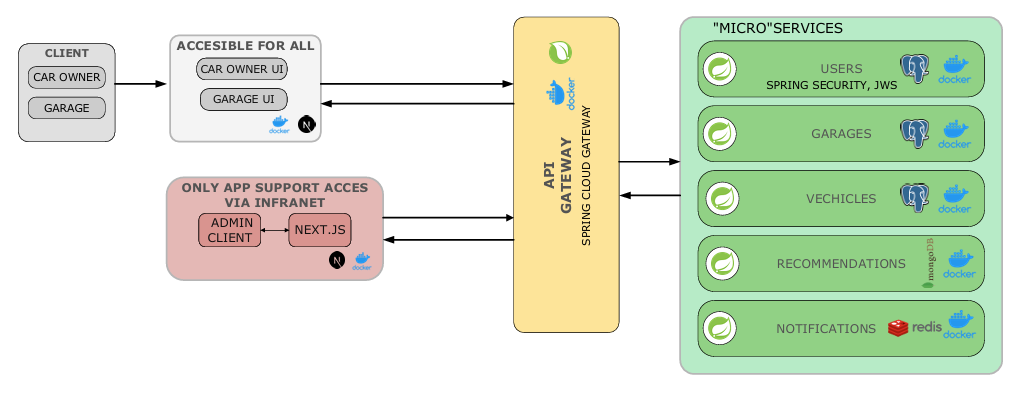 CLIENT
CAR OWNER
GARAGE
ACCESIBLE FOR ALL
CAR OWNER UI
GARAGE UI
docker
N
ONLY APP SUPPORT ACCES
VIA INFRANET
ADMIN
CLIENT
NEXT.JS
N
docker
docker
API
GATEWAY
SPRING CLOUD GATEWAY
"MICRO"SERVICES
USERS
SPRING SECURITY, JWS
docker
GARAGES
docker
VECHICLES
docker
RECOMMENDATIONS
mongoDB
docker
NOTIFICATIONS
redis
docker